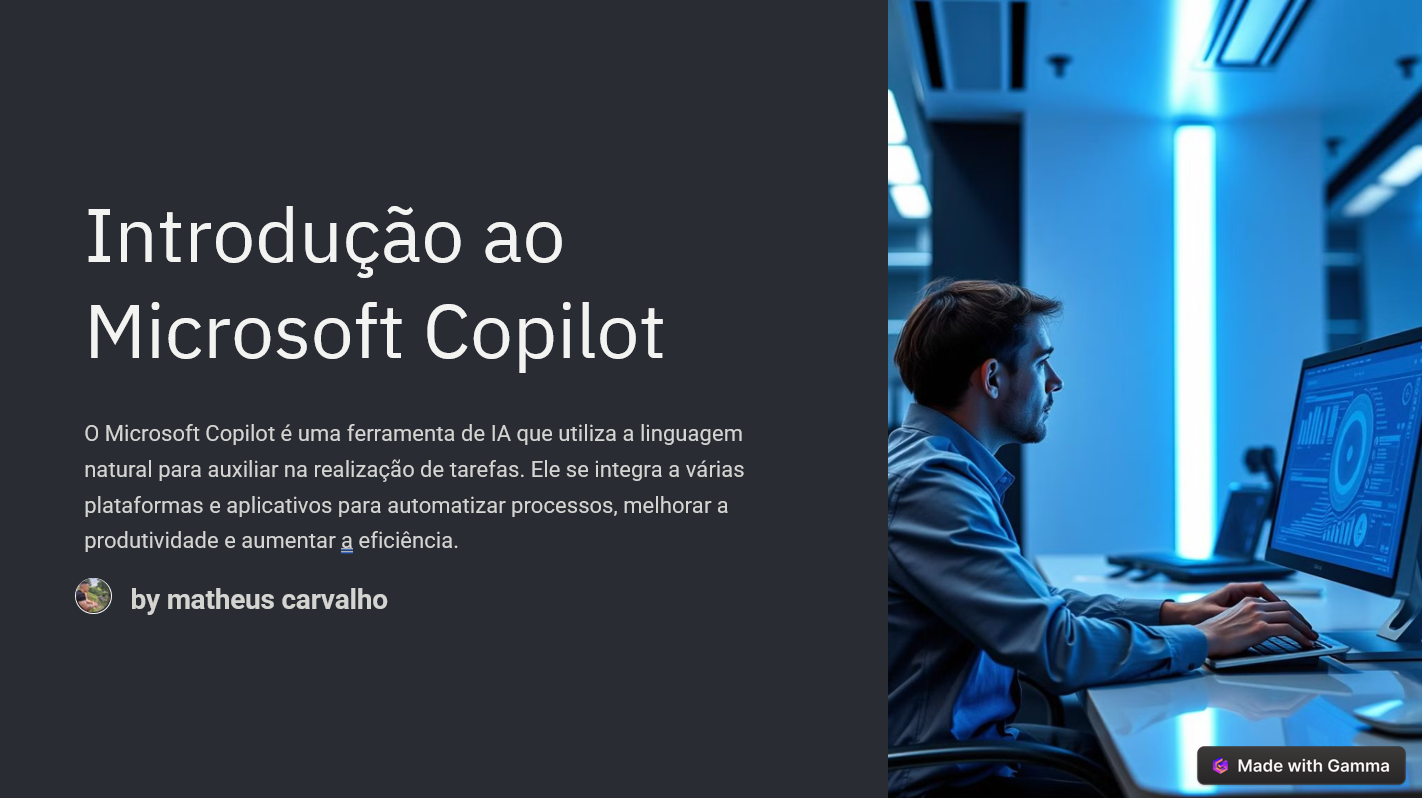 Introdução ao
Microsoft Copilot
O Microsoft Copilot é uma ferramenta de IA que utiliza a linguagem
natural para auxiliar na realização de tarefas. Ele se integra a várias
plataformas e aplicativos para automatizar processos, melhorar a
produtividade e aumentar a eficiência.
by matheus carvalho
Made with Gamma